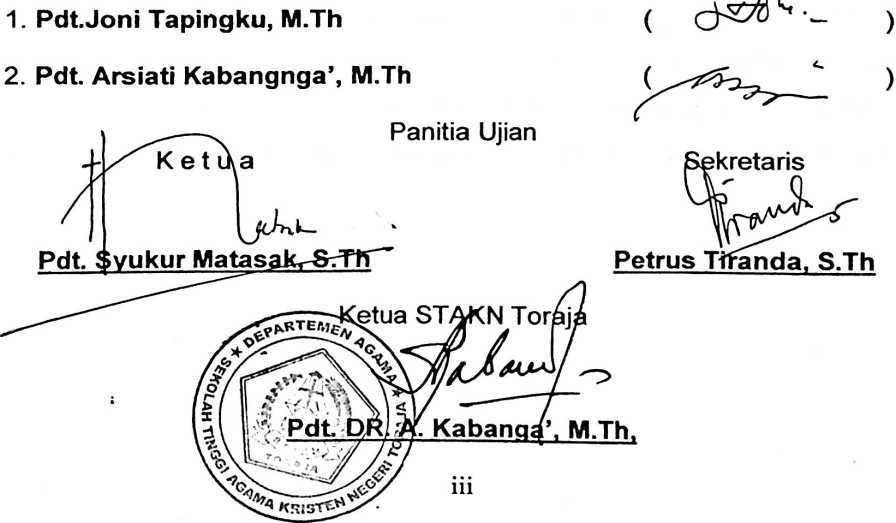 1. Pdt.Joni Tapingku, M.Th ( )
2. Pdt. Arsiati Kabangnga’, M.Th ( )
Panitia Ujian
K e t u a Sekretaris
Pdt. Syukur Matasak, S.Th Petrus Tiranda, S.Th
Ketua STAKN Toraja
★ DEPARTEMEN AGAMA ★
SEKOLAH TINGGI AGAMA KRISTEN NEGERI TORAJA
TORAJA
Pdt. DR. A. Kabanga’, M.Th,
iii